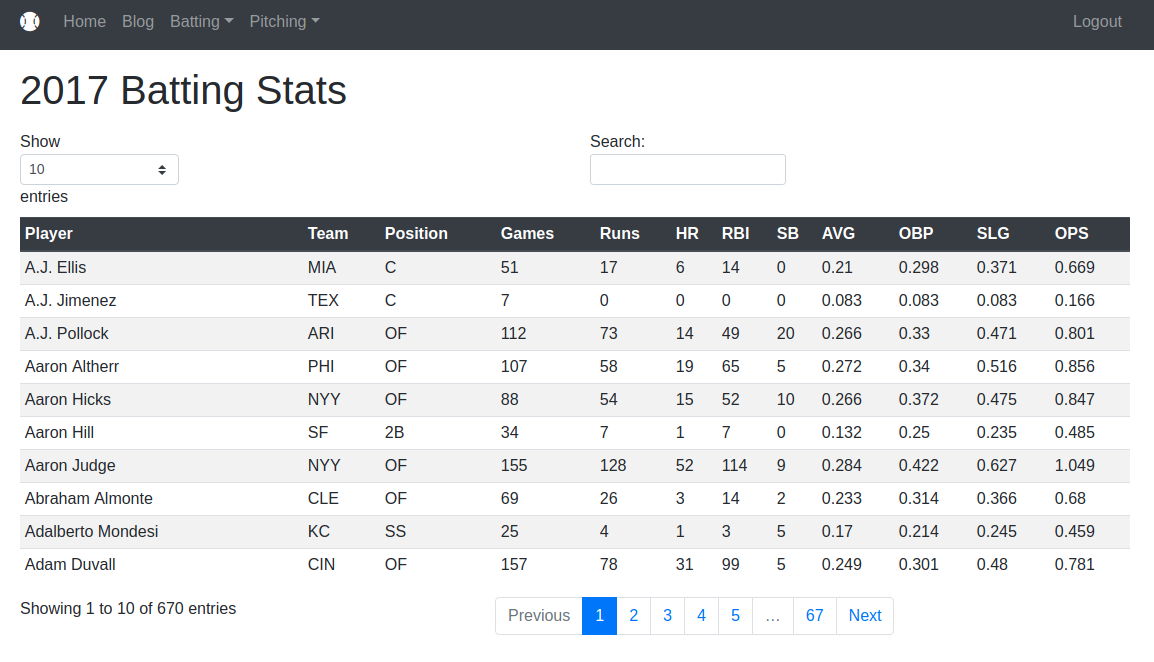 Home Blog Batting Pitching Logout
2017 Batting Stats
Show Search:
10
entries
Player Team Position Games Runs HR RBI SB AVG OBP SLG OPS
A.J. Ellis MIA C 51 17 6 14 0 0.21 0.298 0.371 0.669
A.J. Jimenez TEX C 7 0 0 0 0 0.083 0.083 0.083 0.166
A.J. Pollock ARI OF 112 73 14 49 20 0.266 0.33 0.471 0.801
Aaron Altherr PHI OF 107 58 19 65 5 0.272 0.34 0.516 0.856
Aaron Hicks NYY OF 88 54 15 52 10 0.266 0.372 0.475 0.847
Aaron Hill SF 2B 34 7 1 7 0 0.132 0.25 0.235 0.485
Aaron Judge NYY OF 155 128 52 114 9 0.284 0.422 0.627 1.049
Abraham Almonte CLE OF 69 26 3 14 2 0.233 0.314 0.366 0.68
Adalberto Mondesi KC SS 25 4 1 3 5 0.17 0.214 0.245 0.459
Adam Duvall CIN OF 157 78 31 99 5 0.249 0.301 0.48 0.781
Showing 1 to 10 of 670 entries Previous 1 2 3 4 5 … 67 Next